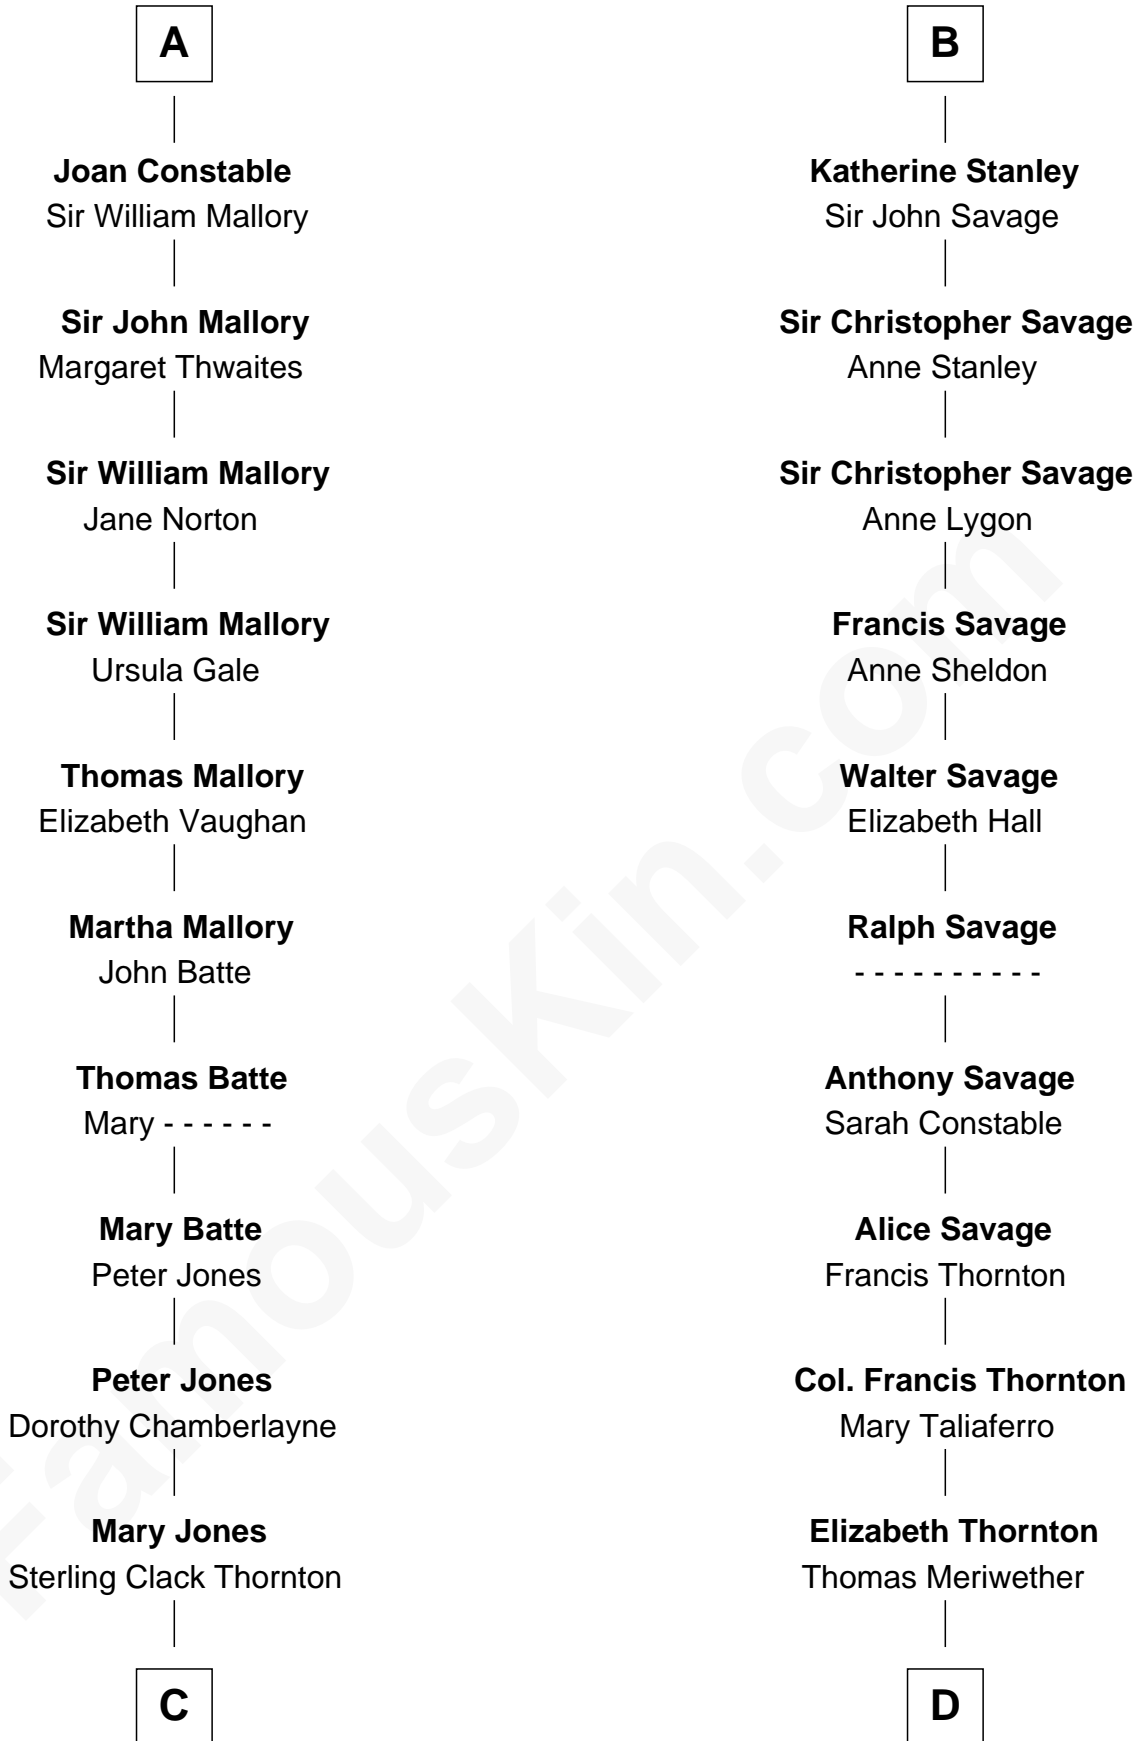 A
Joan Constable
Sir William Mallory
Sir John Mallory
Margaret Thwaites
Sir William Mallory
Jane Norton
Sir William Mallory
Ursula Gale
Thomas Mallory
Elizabeth Vaughan
Martha Mallory
John Batte
Thomas Batte
Mary - - - - - -
Mary Batte
Peter Jones
Peter Jones
Dorothy Chamberlayne
Mary Jones
Sterling Clack Thornton
C
B
Katherine Stanley
Sir John Savage
Sir Christopher Savage
Anne Stanley
Sir Christopher Savage
Anne Lygon
Francis Savage
Anne Sheldon
Walter Savage
Elizabeth Hall
Ralph Savage
- - - - - - - - - -
Anthony Savage
Sarah Constable
Alice Savage
Francis Thornton
Col. Francis Thornton
Mary Taliaferro
Elizabeth Thornton
Thomas Meriwether
D
FamousKin.com